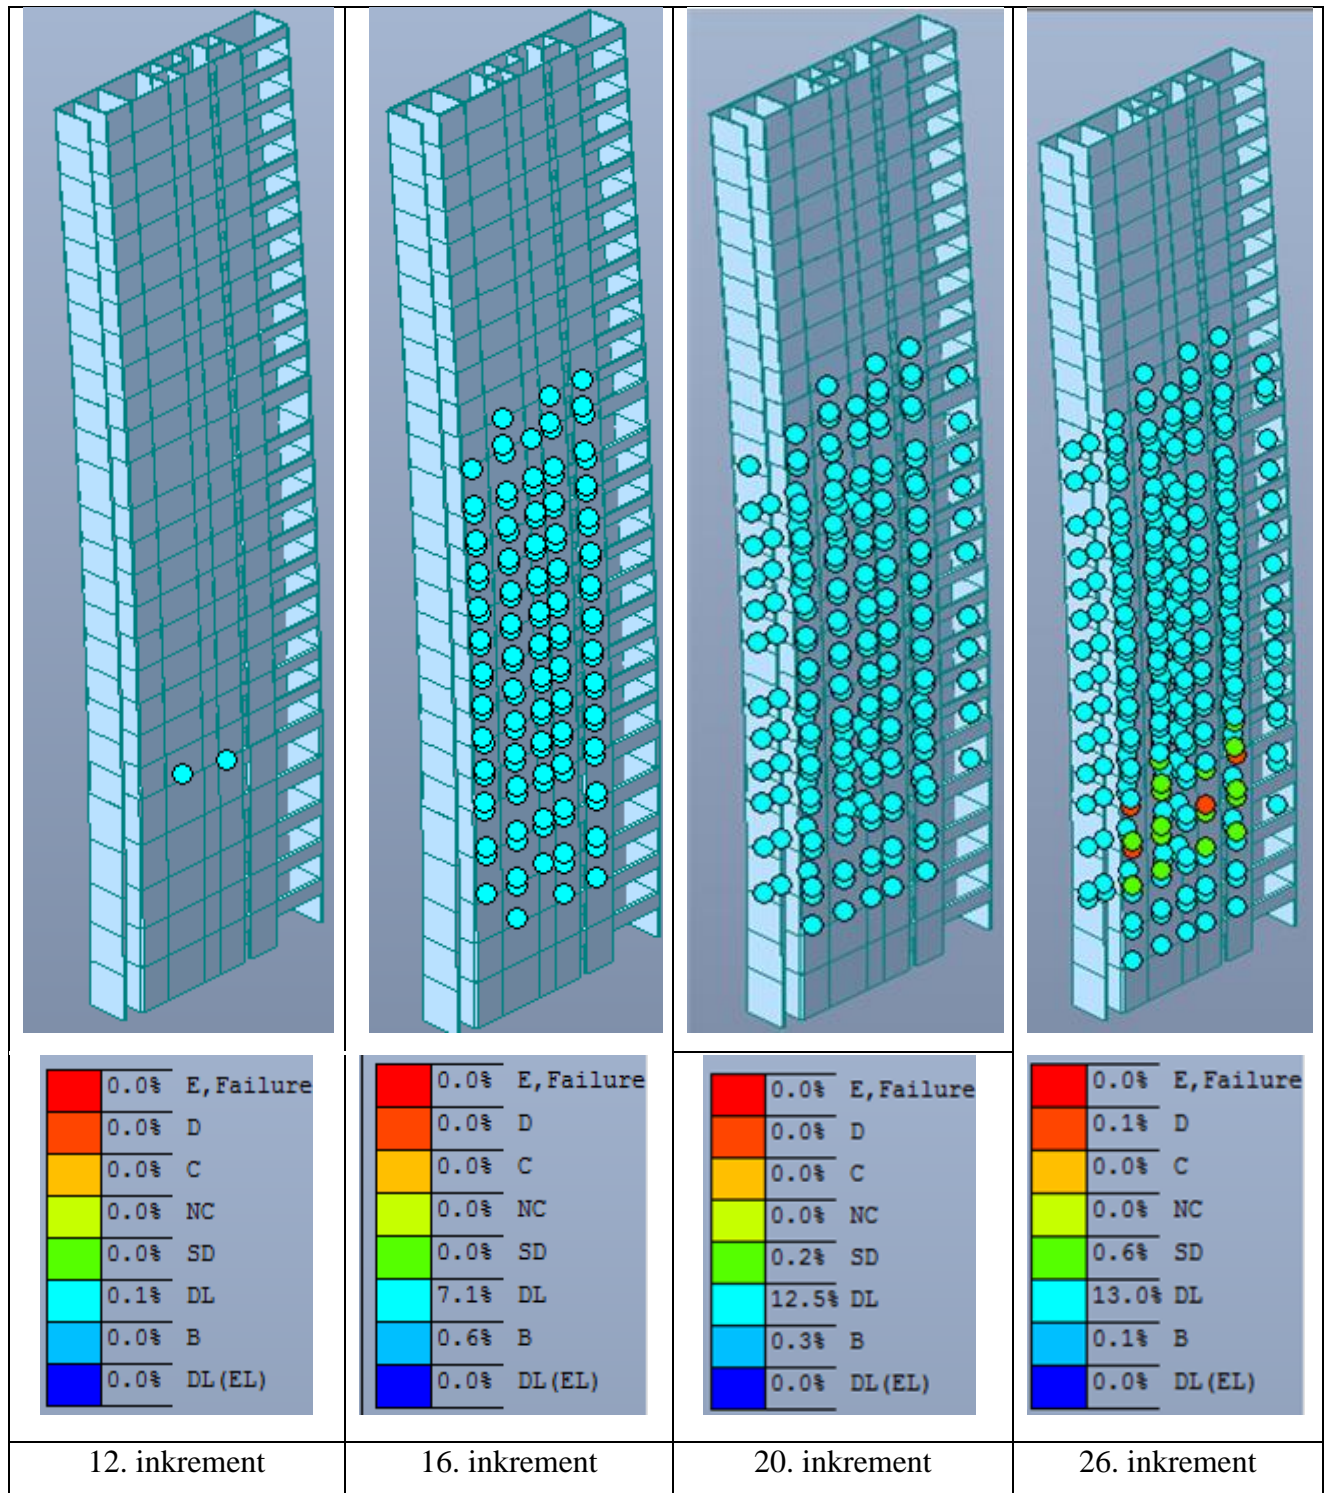 0.0% E,Failure
0.0% D
0.0% C
0.0% NC
0.0% SD
0.1% DL
0.0% B
0.0% DL(EL)
12. inkrement
0.0% E,Failure
0.0% D
0.0% C
0.0% NC
0.0% SD
7.1% DL
0.6% B
0.0% DL(EL)
16. inkrement
0.0% E,Failure
0.0% D
0.0% C
0.0% NC
0.2% SD
12.5% DL
0.3% B
0.0% DL(EL)
20. inkrement
0.0% E,Failure
0.1% D
0.0% C
0.0% NC
0.6% SD
13.0% DL
0.1% B
0.0% DL(EL)
26. inkrement